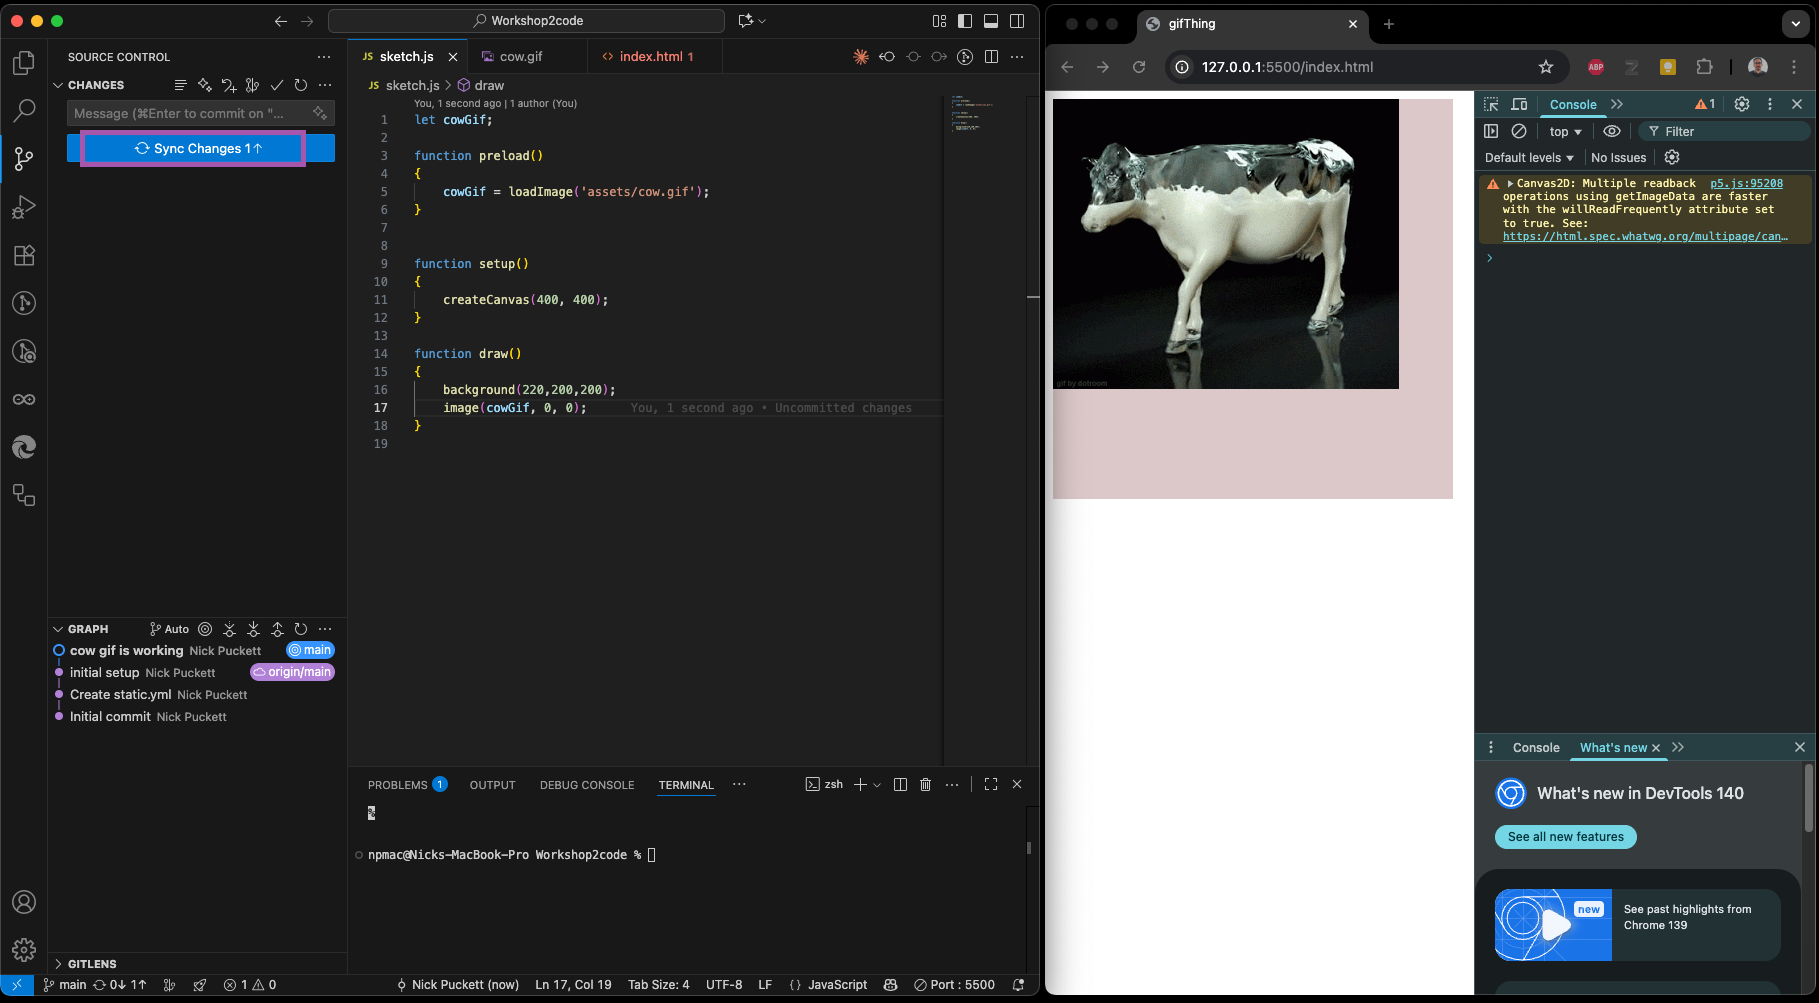 Workshop2code
SOURCE CONTROL
CHANGES
Message (⌘Enter to commit on "...
Sync Changes 1↑
GRAPH
Auto
cow gif is working Nick Puckett main
initial setup Nick Puckett origin/main
Create static.yml Nick Puckett
Initial commit Nick Puckett
GITLENS
JS sketch.js
cow.gif
<> index.html 1
JS sketch.js > draw
You, 1 second ago | 1 author (You)
1 let cowGif;
2
3 function preload()
4 {
5 cowGif = loadImage('assets/cow.gif');
6 }
7
8
9 function setup()
10 {
11 createCanvas(400, 400);
12 }
13
14 function draw()
15 {
16 background(220,200,200);
17 image(cowGif, 0, 0); You, 1 second ago • Uncommitted changes
18 }
19
PROBLEMS 1 OUTPUT DEBUG CONSOLE TERMINAL ··· zsh
%
npmac@Nicks-MacBook-Pro Workshop2code %
main 0↓ 1↑ 1 0 Nick Puckett (now) Ln 17, Col 19 Tab Size: 4 UTF-8 LF {} JavaScript Port : 5500
gifThing
127.0.0.1:5500/index.html
ABP
gif by dotroom
Console 1
top Filter
Default levels No Issues
Canvas2D: Multiple readback p5.js:95208
operations using getImageData are faster
with the willReadFrequently attribute set
to true. See:
https://html.spec.whatwg.org/multipage/can…
Console What's new
What's new in DevTools 140
See all new features
new
See past highlights from
Chrome 139